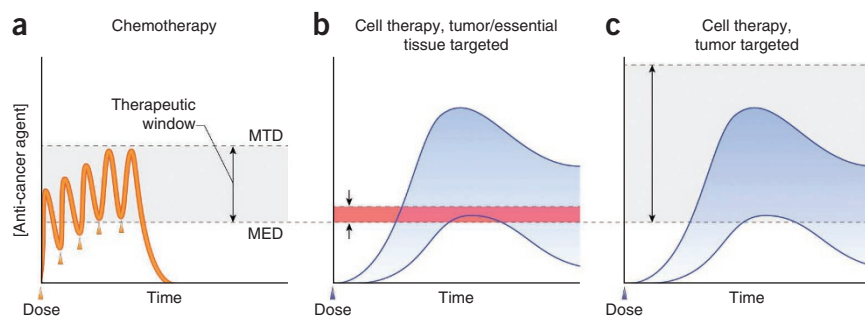 a
Chemotherapy
[Anti-cancer agent]
Therapeutic
window
MTD
MED
Dose
Time
b
Cell therapy, tumor/essential
tissue targeted
Dose
Time
c
Cell therapy,
tumor targeted
Dose
Time